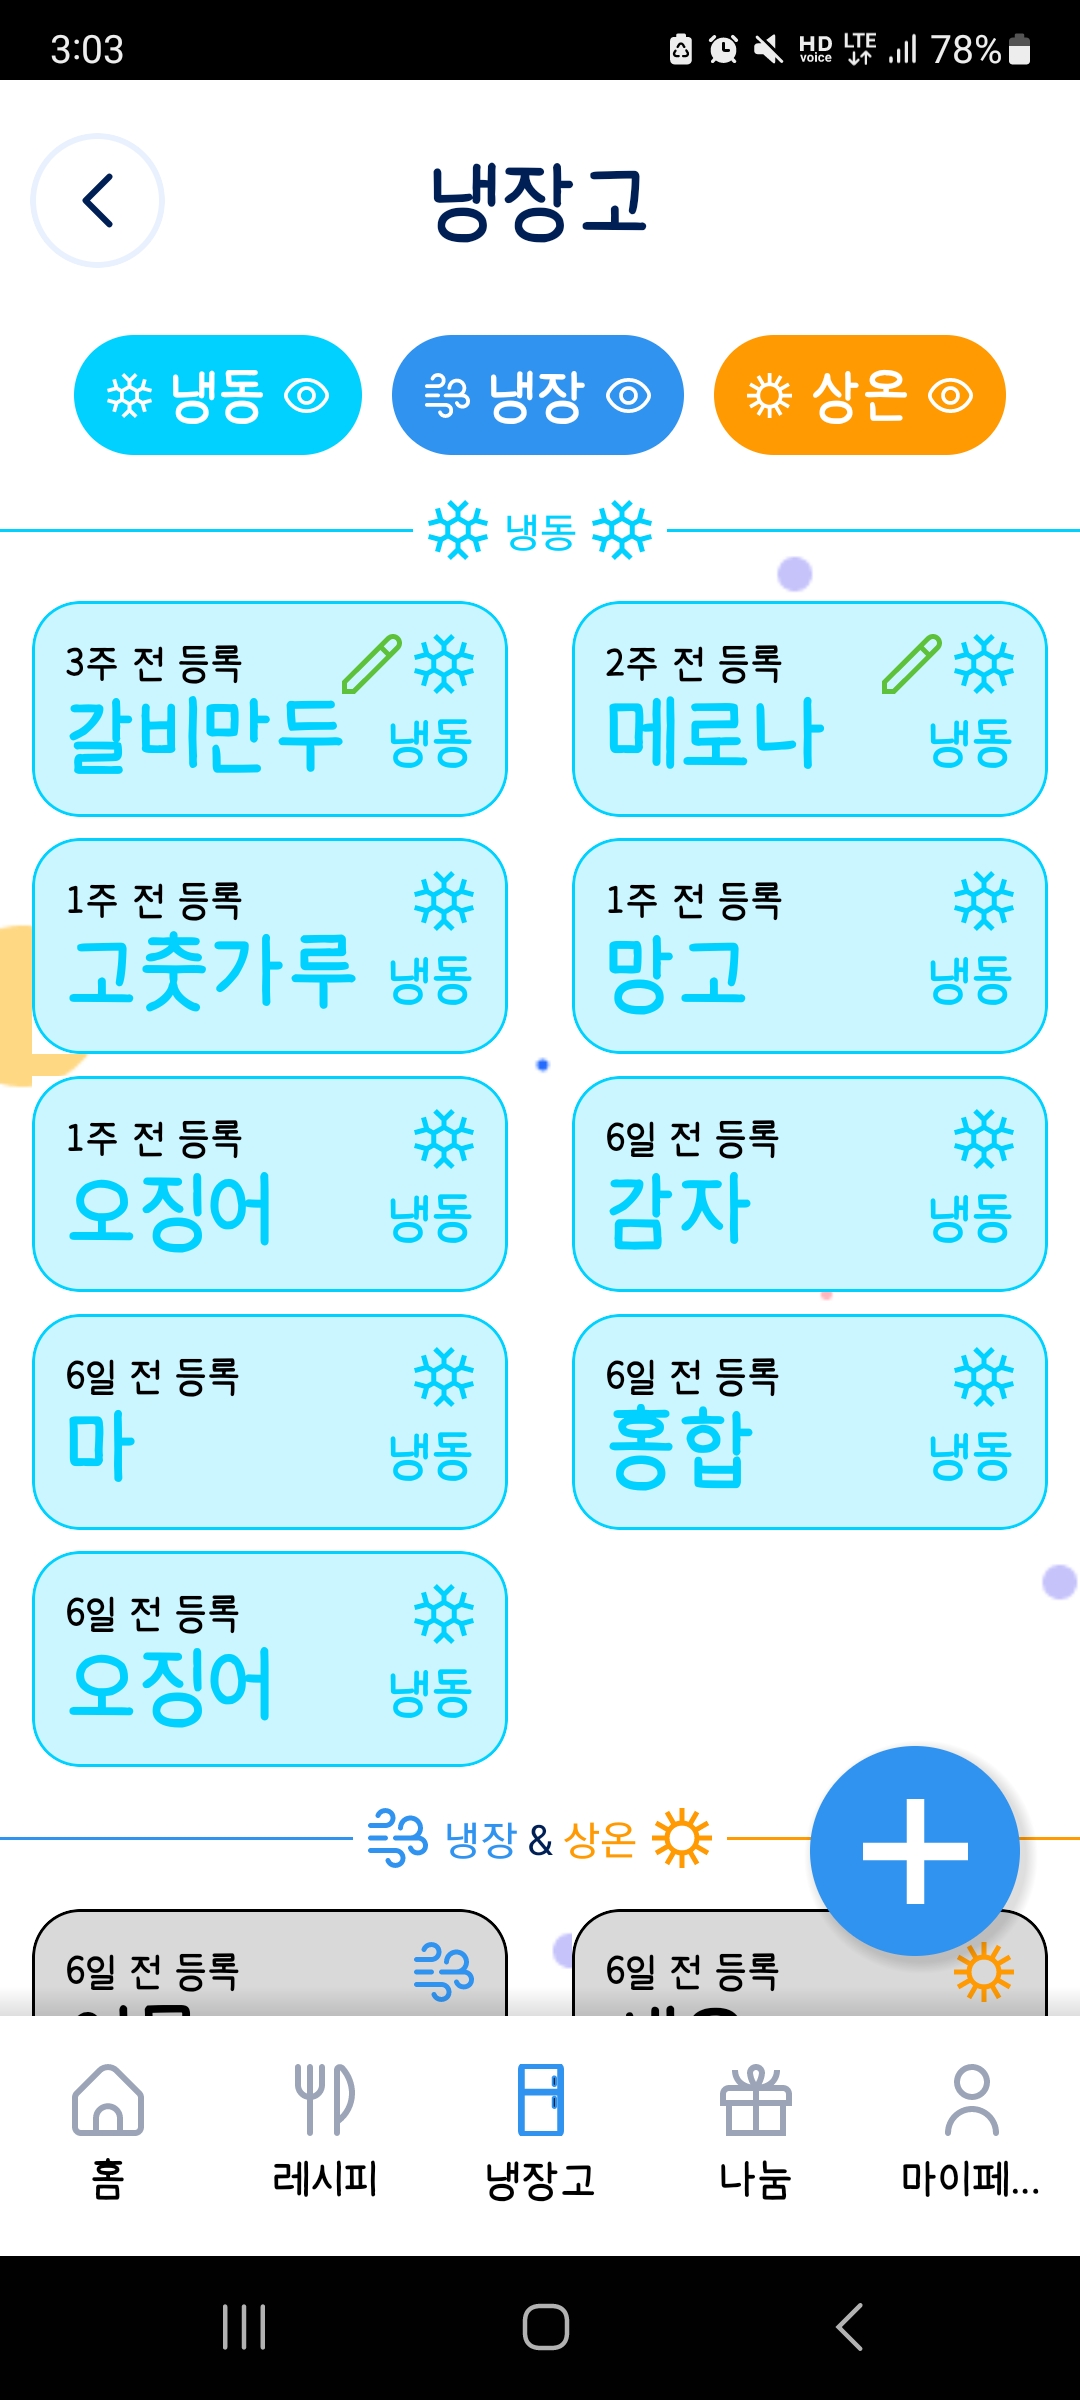 3:03 HD voice LTE 78%
냉장고
냉동 냉장 상온
냉동
3주 전 등록
갈비만두 냉동
2주 전 등록
메로나 냉동
1주 전 등록
고춧가루 냉동
1주 전 등록
망고 냉동
1주 전 등록
오징어 냉동
6일 전 등록
감자 냉동
6일 전 등록
마 냉동
6일 전 등록
홍합 냉동
6일 전 등록
오징어 냉동
냉장 & 상온
6일 전 등록
6일 전 등록
홈 레시피 냉장고 나눔 마이페...